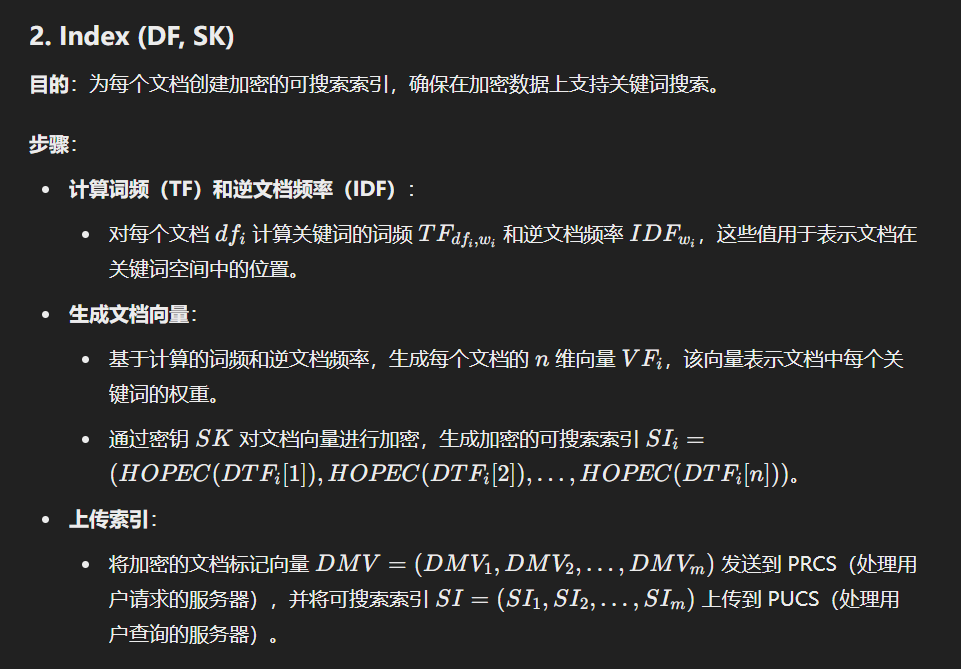 2. Index (DF, SK)
目的：为每个文档创建加密的可搜索索引，确保在加密数据上支持关键词搜索。
步骤：
• 计算词频（TF）和逆文档频率（IDF）：
• 对每个文档 df_i 计算关键词的词频 TF_{df_i,w_i} 和逆文档频率 IDF_{w_i}，这些值用于表示文档在
关键词空间中的位置。
• 生成文档向量：
• 基于计算的词频和逆文档频率，生成每个文档的 n 维向量 VF_i，该向量表示文档中每个关
键词的权重。
• 通过密钥 SK 对文档向量进行加密，生成加密的可搜索索引 SI_i =
(HOPEC(DTF_i[1]), HOPEC(DTF_i[2]), . . . , HOPEC(DTF_i[n]))。
• 上传索引：
• 将加密的文档标记向量 DMV = (DMV_1, DMV_2, . . . , DMV_m) 发送到 PRCS（处理用
户请求的服务器），并将可搜索索引 SI = (SI_1, SI_2, . . . , SI_m) 上传到 PUCS（处理用
户查询的服务器）。